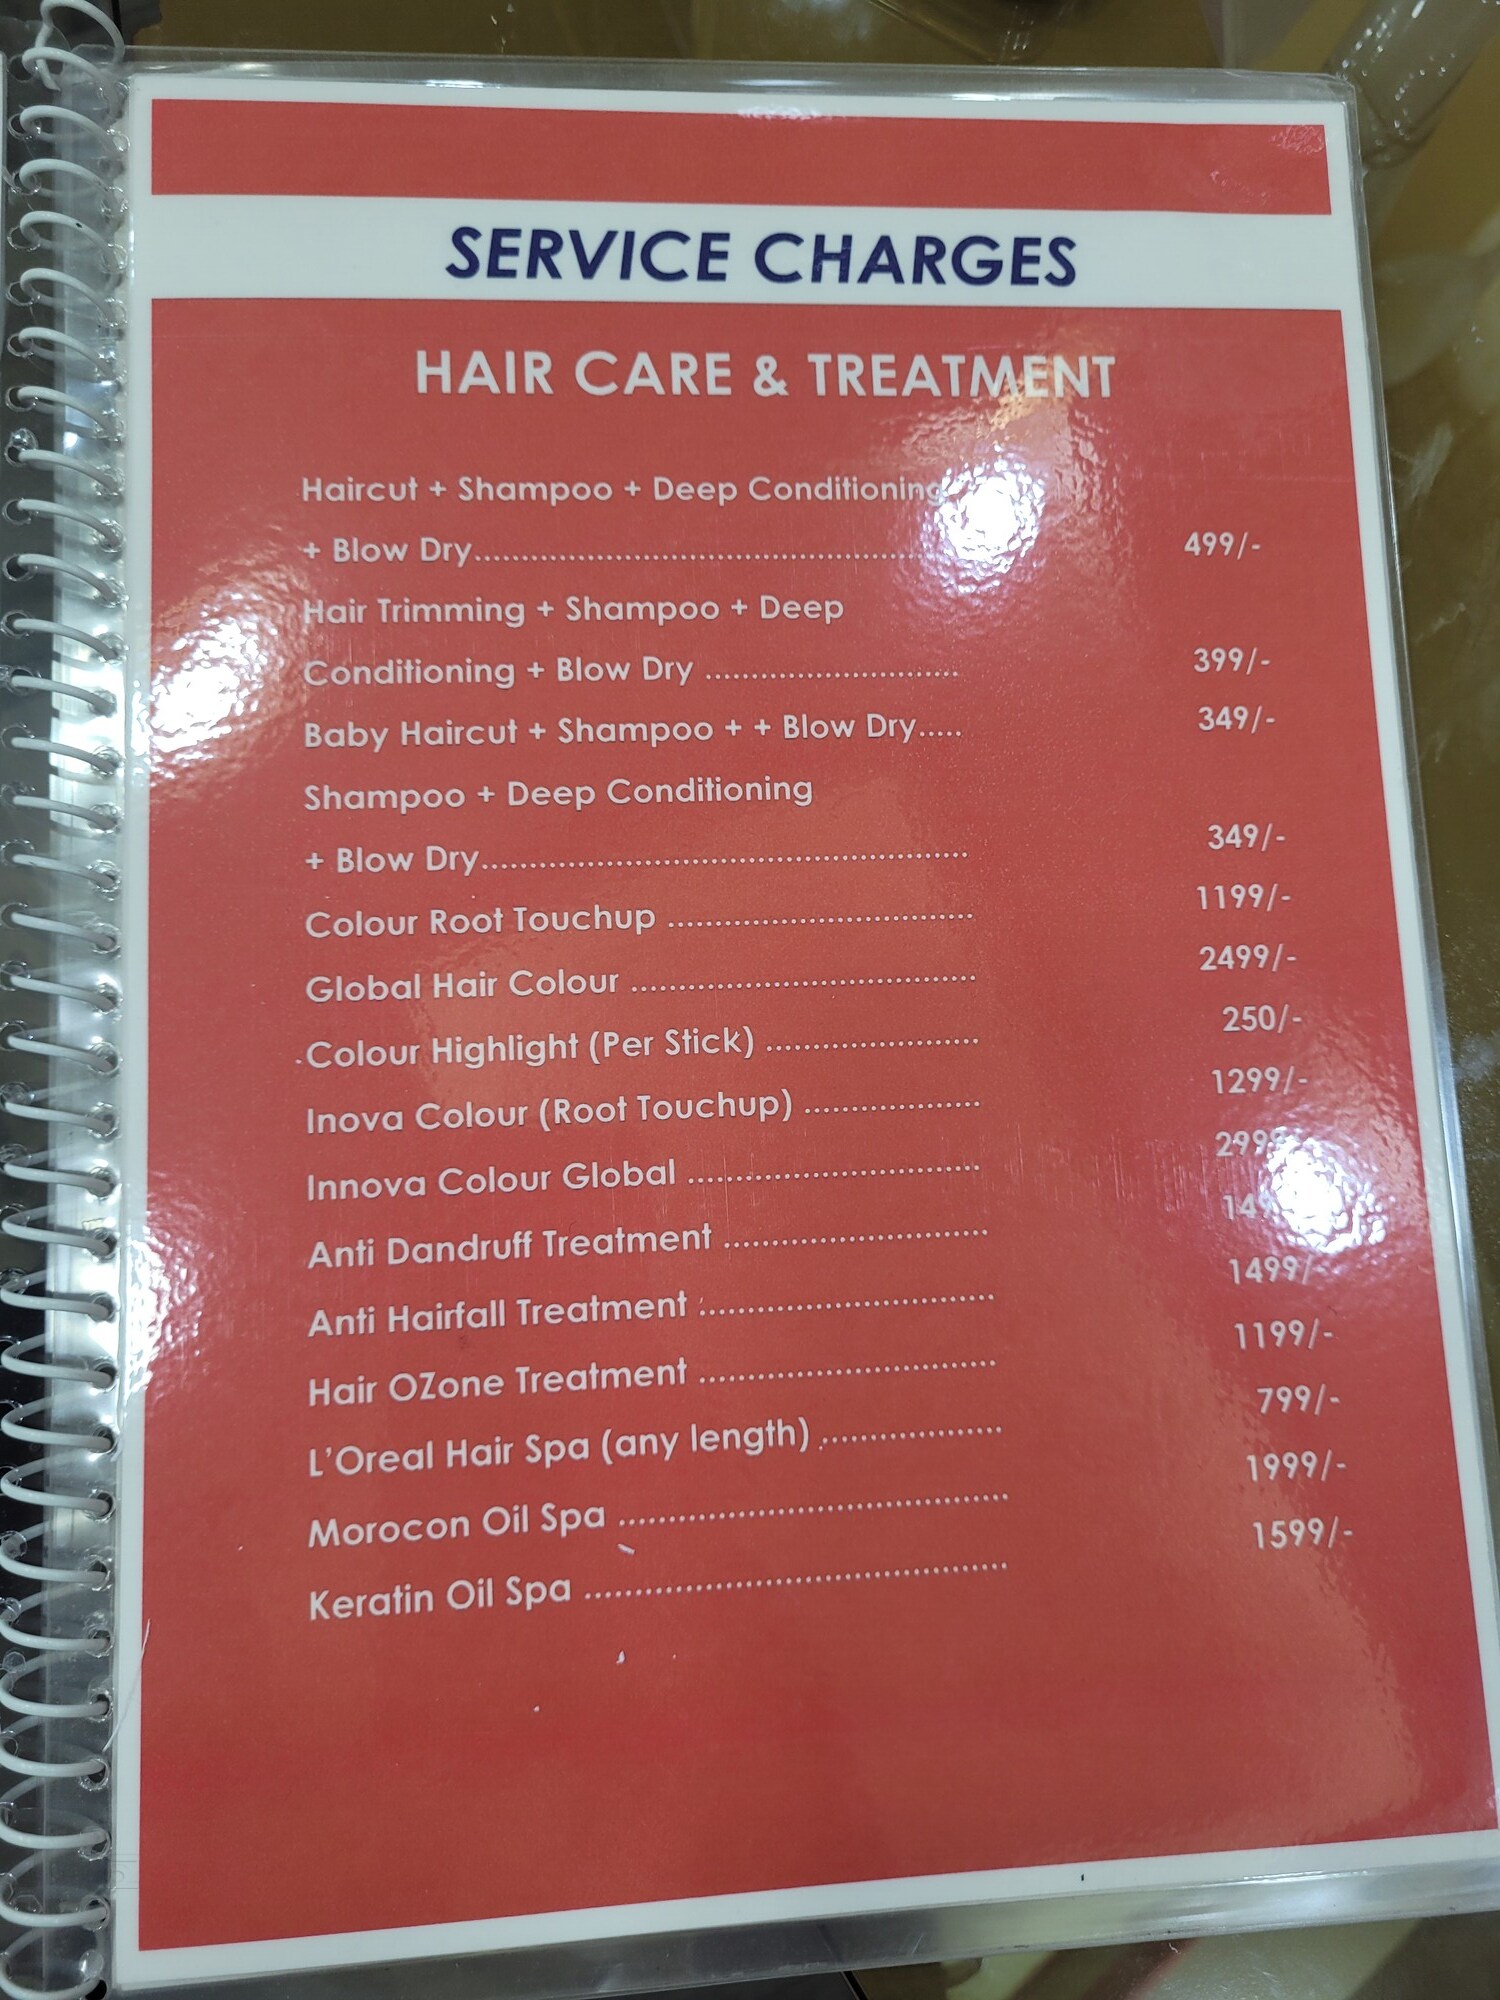 SERVICE CHARGES
HAIR CARE & TREATMENT
Haircut + Shampoo + Deep Conditioning
+ Blow Dry.................................................. 499/-
Hair Trimming + Shampoo + Deep
Conditioning + Blow Dry ............................ 399/-
Baby Haircut + Shampoo + + Blow Dry..... 349/-
Shampoo + Deep Conditioning
+ Blow Dry.................................................... 349/-
Colour Root Touchup ................................. 1199/-
Global Hair Colour ..................................... 2499/-
Colour Highlight (Per Stick) ....................... 250/-
Inova Colour (Root Touchup) ................... 1299/-
Innova Colour Global ................................
Anti Dandruff Treatment .............................
Anti Hairfall Treatment ................................ 1499/-
Hair OZone Treatment ................................ 1199/-
L'Oreal Hair Spa (any length) .................... 799/-
Morocon Oil Spa .......................................... 1999/-
Keratin Oil Spa .............................................. 1599/-